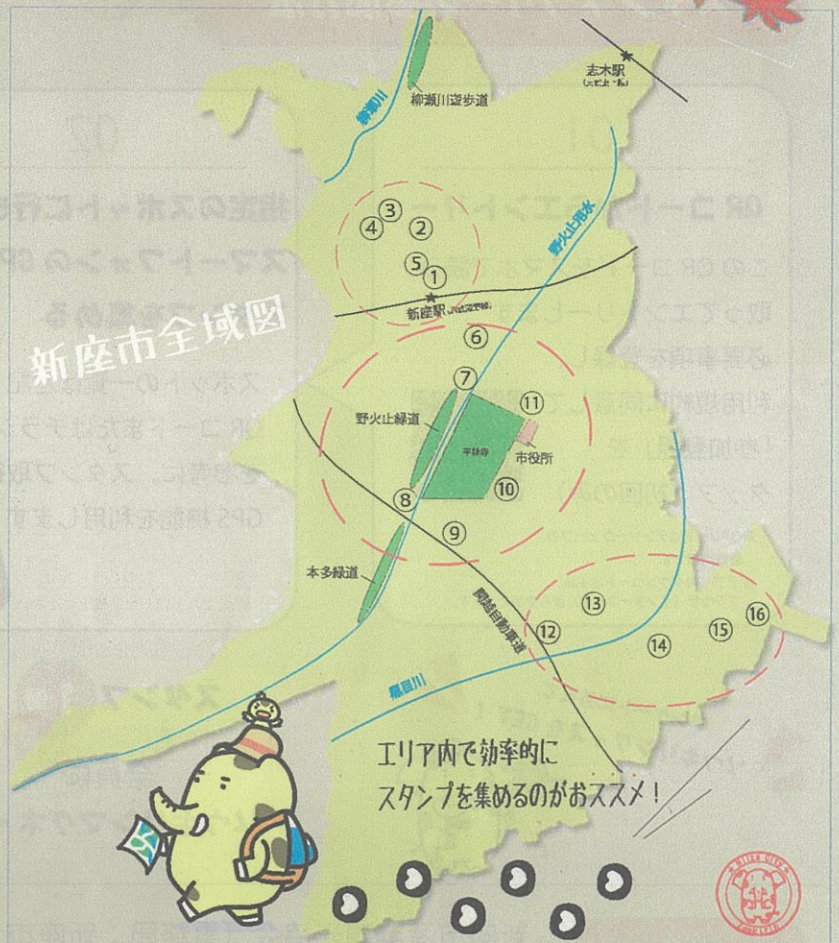 志木駅
柳瀬川遊歩道
柳瀬川
野火止用水
③
④
②
⑤
①
新座駅
新座市全域図
⑥
⑦
⑪
野火止緑道
平林寺
市役所
⑩
⑧
⑨
本多緑道
関越自動車道
⑬
⑯
⑫
⑮
⑭
黒目川
エリア内で効率的に
スタンプを集めるのがおススメ!
NIIZA CITY